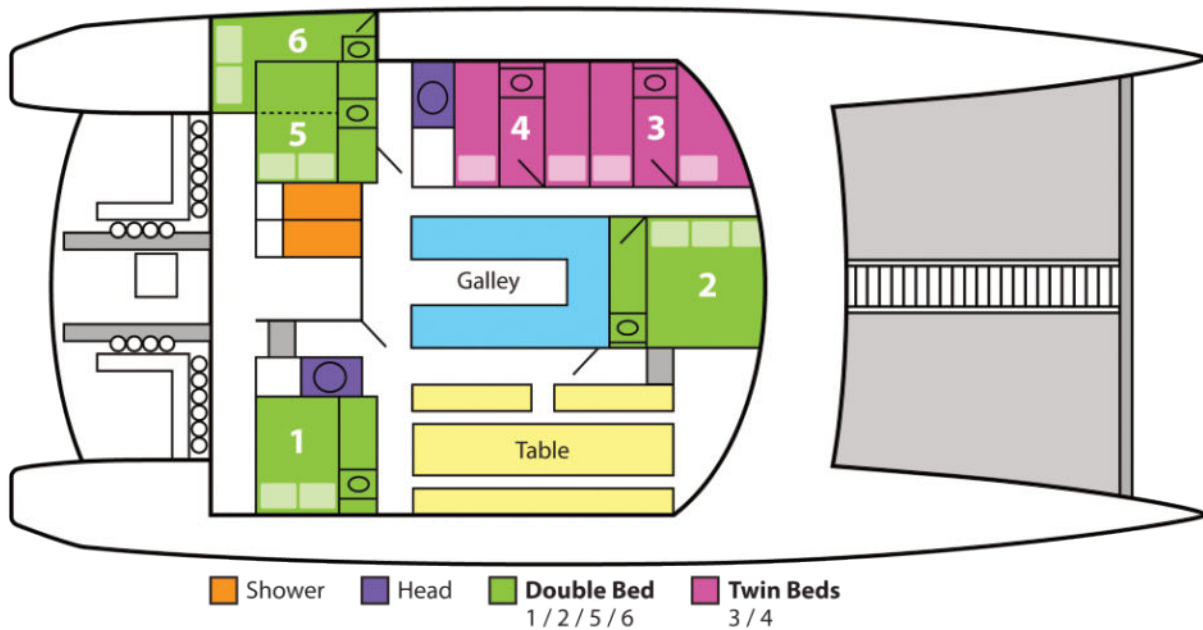 6
5
4
3
Galley
2
1
Table
Shower
Head
Double Bed
1 / 2 / 5 / 6
Twin Beds
3 / 4